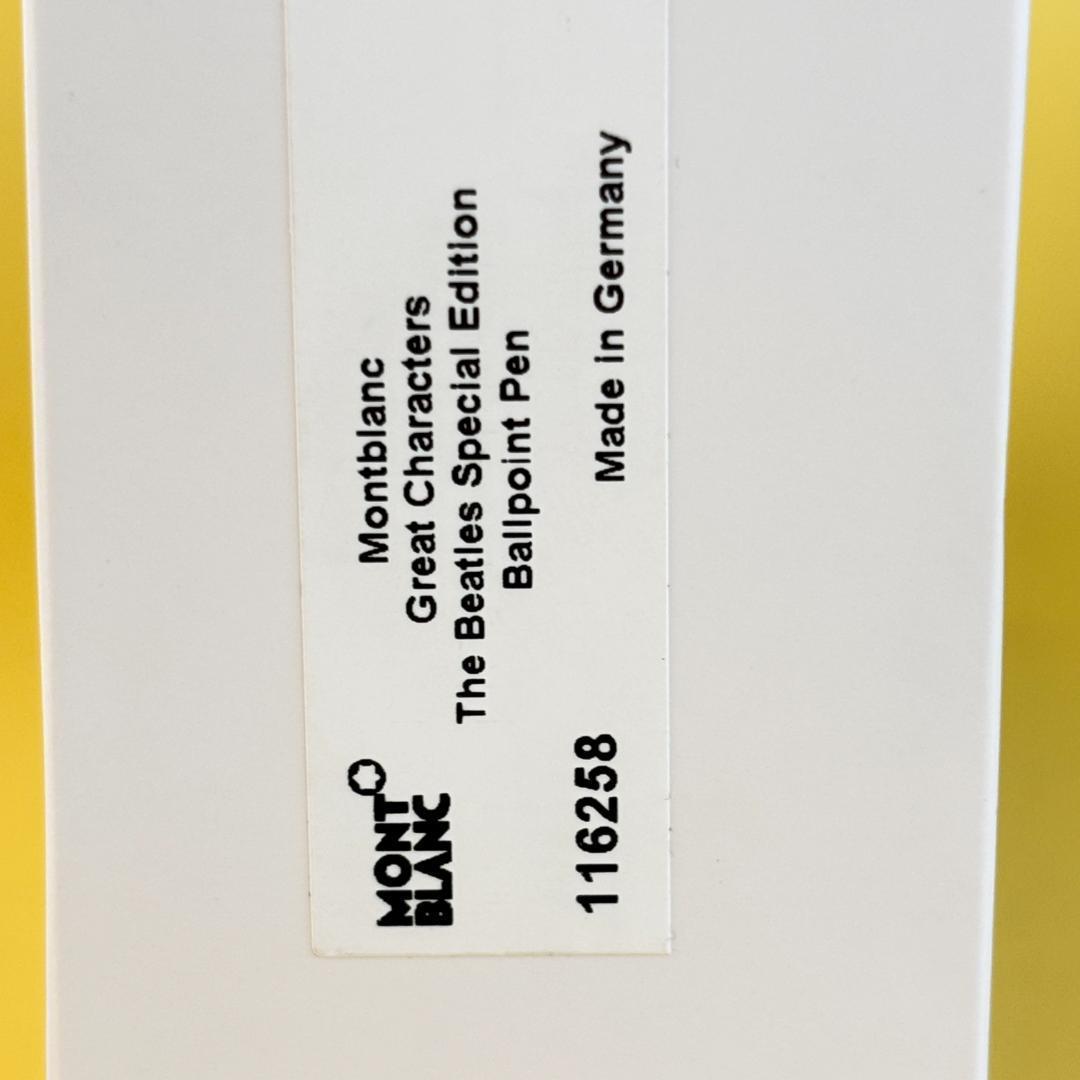 MONT
BLANC
Montblanc
Great Characters
The Beatles Special Edition
Ballpoint Pen
116258
Made in Germany